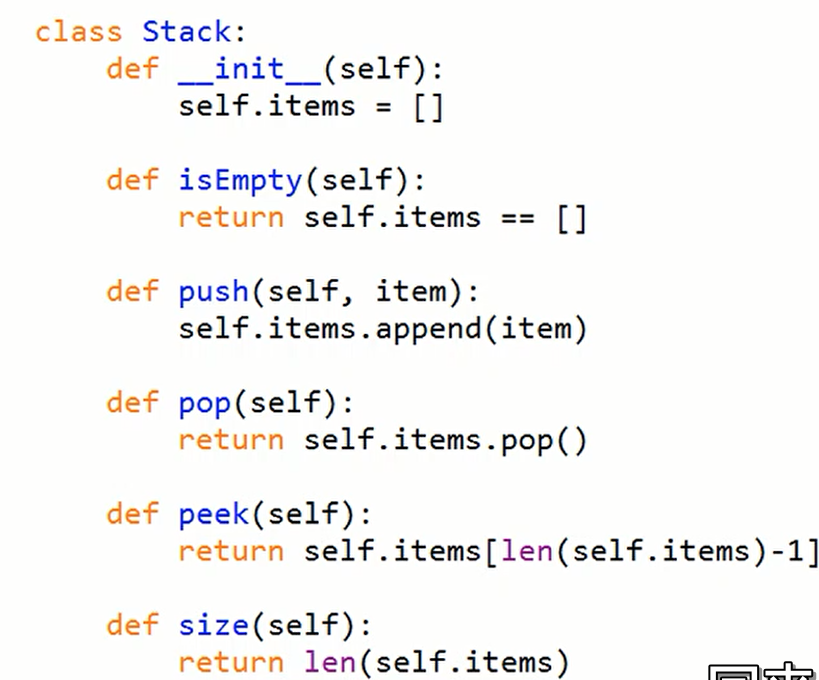 class Stack:
    def __init__(self):
        self.items = []

    def isEmpty(self):
        return self.items == []

    def push(self, item):
        self.items.append(item)

    def pop(self):
        return self.items.pop()

    def peek(self):
        return self.items[len(self.items)-1]

    def size(self):
        return len(self.items)